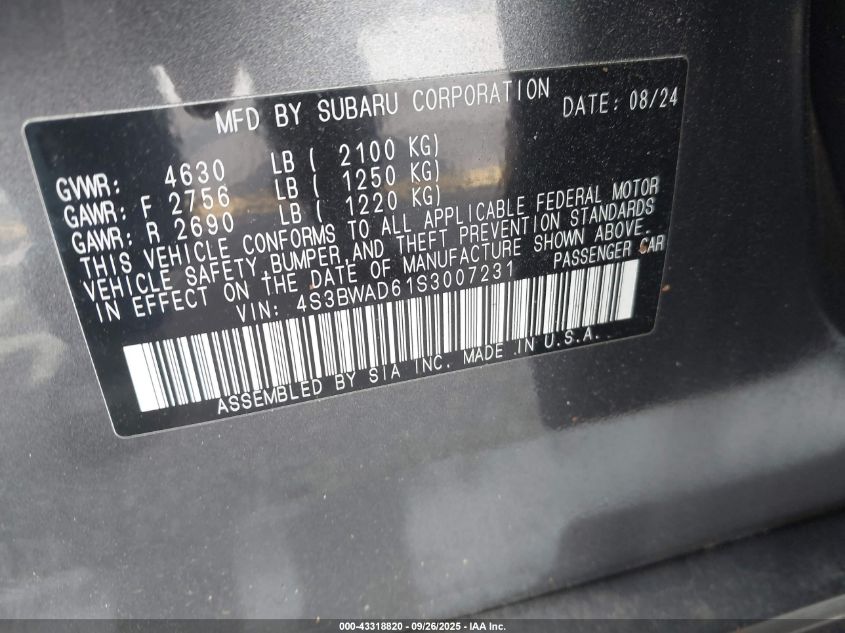 MFD BY SUBARU CORPORATION DATE: 08/24
GVWR: 4630 LB ( 2100 KG)
GAWR: F 2756 LB ( 1250 KG)
GAWR: R 2690 LB ( 1220 KG)
THIS VEHICLE CONFORMS TO ALL APPLICABLE FEDERAL MOTOR
VEHICLE SAFETY, BUMPER, AND THEFT PREVENTION STANDARDS
IN EFFECT ON THE DATE OF MANUFACTURE SHOWN ABOVE.
VIN: 4S3BWAD61S3007231 PASSENGER CAR
ASSEMBLED BY SIA INC. MADE IN U.S.A.
000-43318820 - 09/26/2025 - IAA Inc.